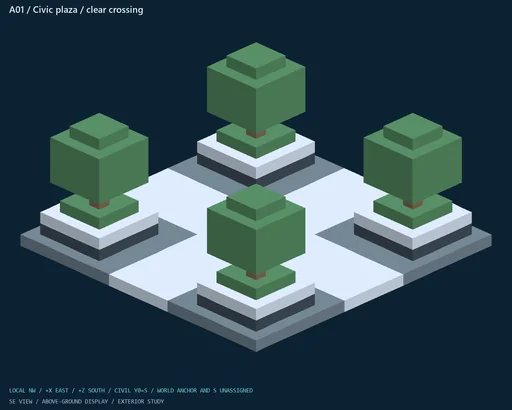 A01 / Civic plaza / clear crossing
LOCAL NW / +X EAST / +Z SOUTH / CIVIL Y0=S / WORLD ANCHOR AND S UNASSIGNED
SE VIEW / ABOVE-GROUND DISPLAY / EXTERIOR STUDY